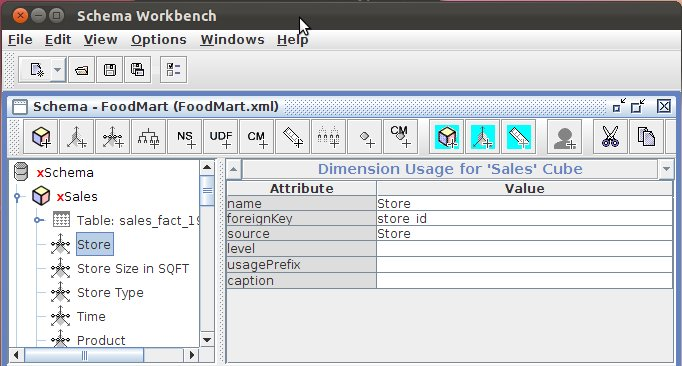 Schema Workbench
File Edit View Options Windows Help
Schema - FoodMart (FoodMart.xml)
NS UDF CM CM
xSchema
xSales
Table: sales_fact_19
Store
Store Size in SQFT
Store Type
Time
Product
Dimension Usage for 'Sales' Cube
Attribute Value
name Store
foreignKey store_id
source Store
level
usagePrefix
caption